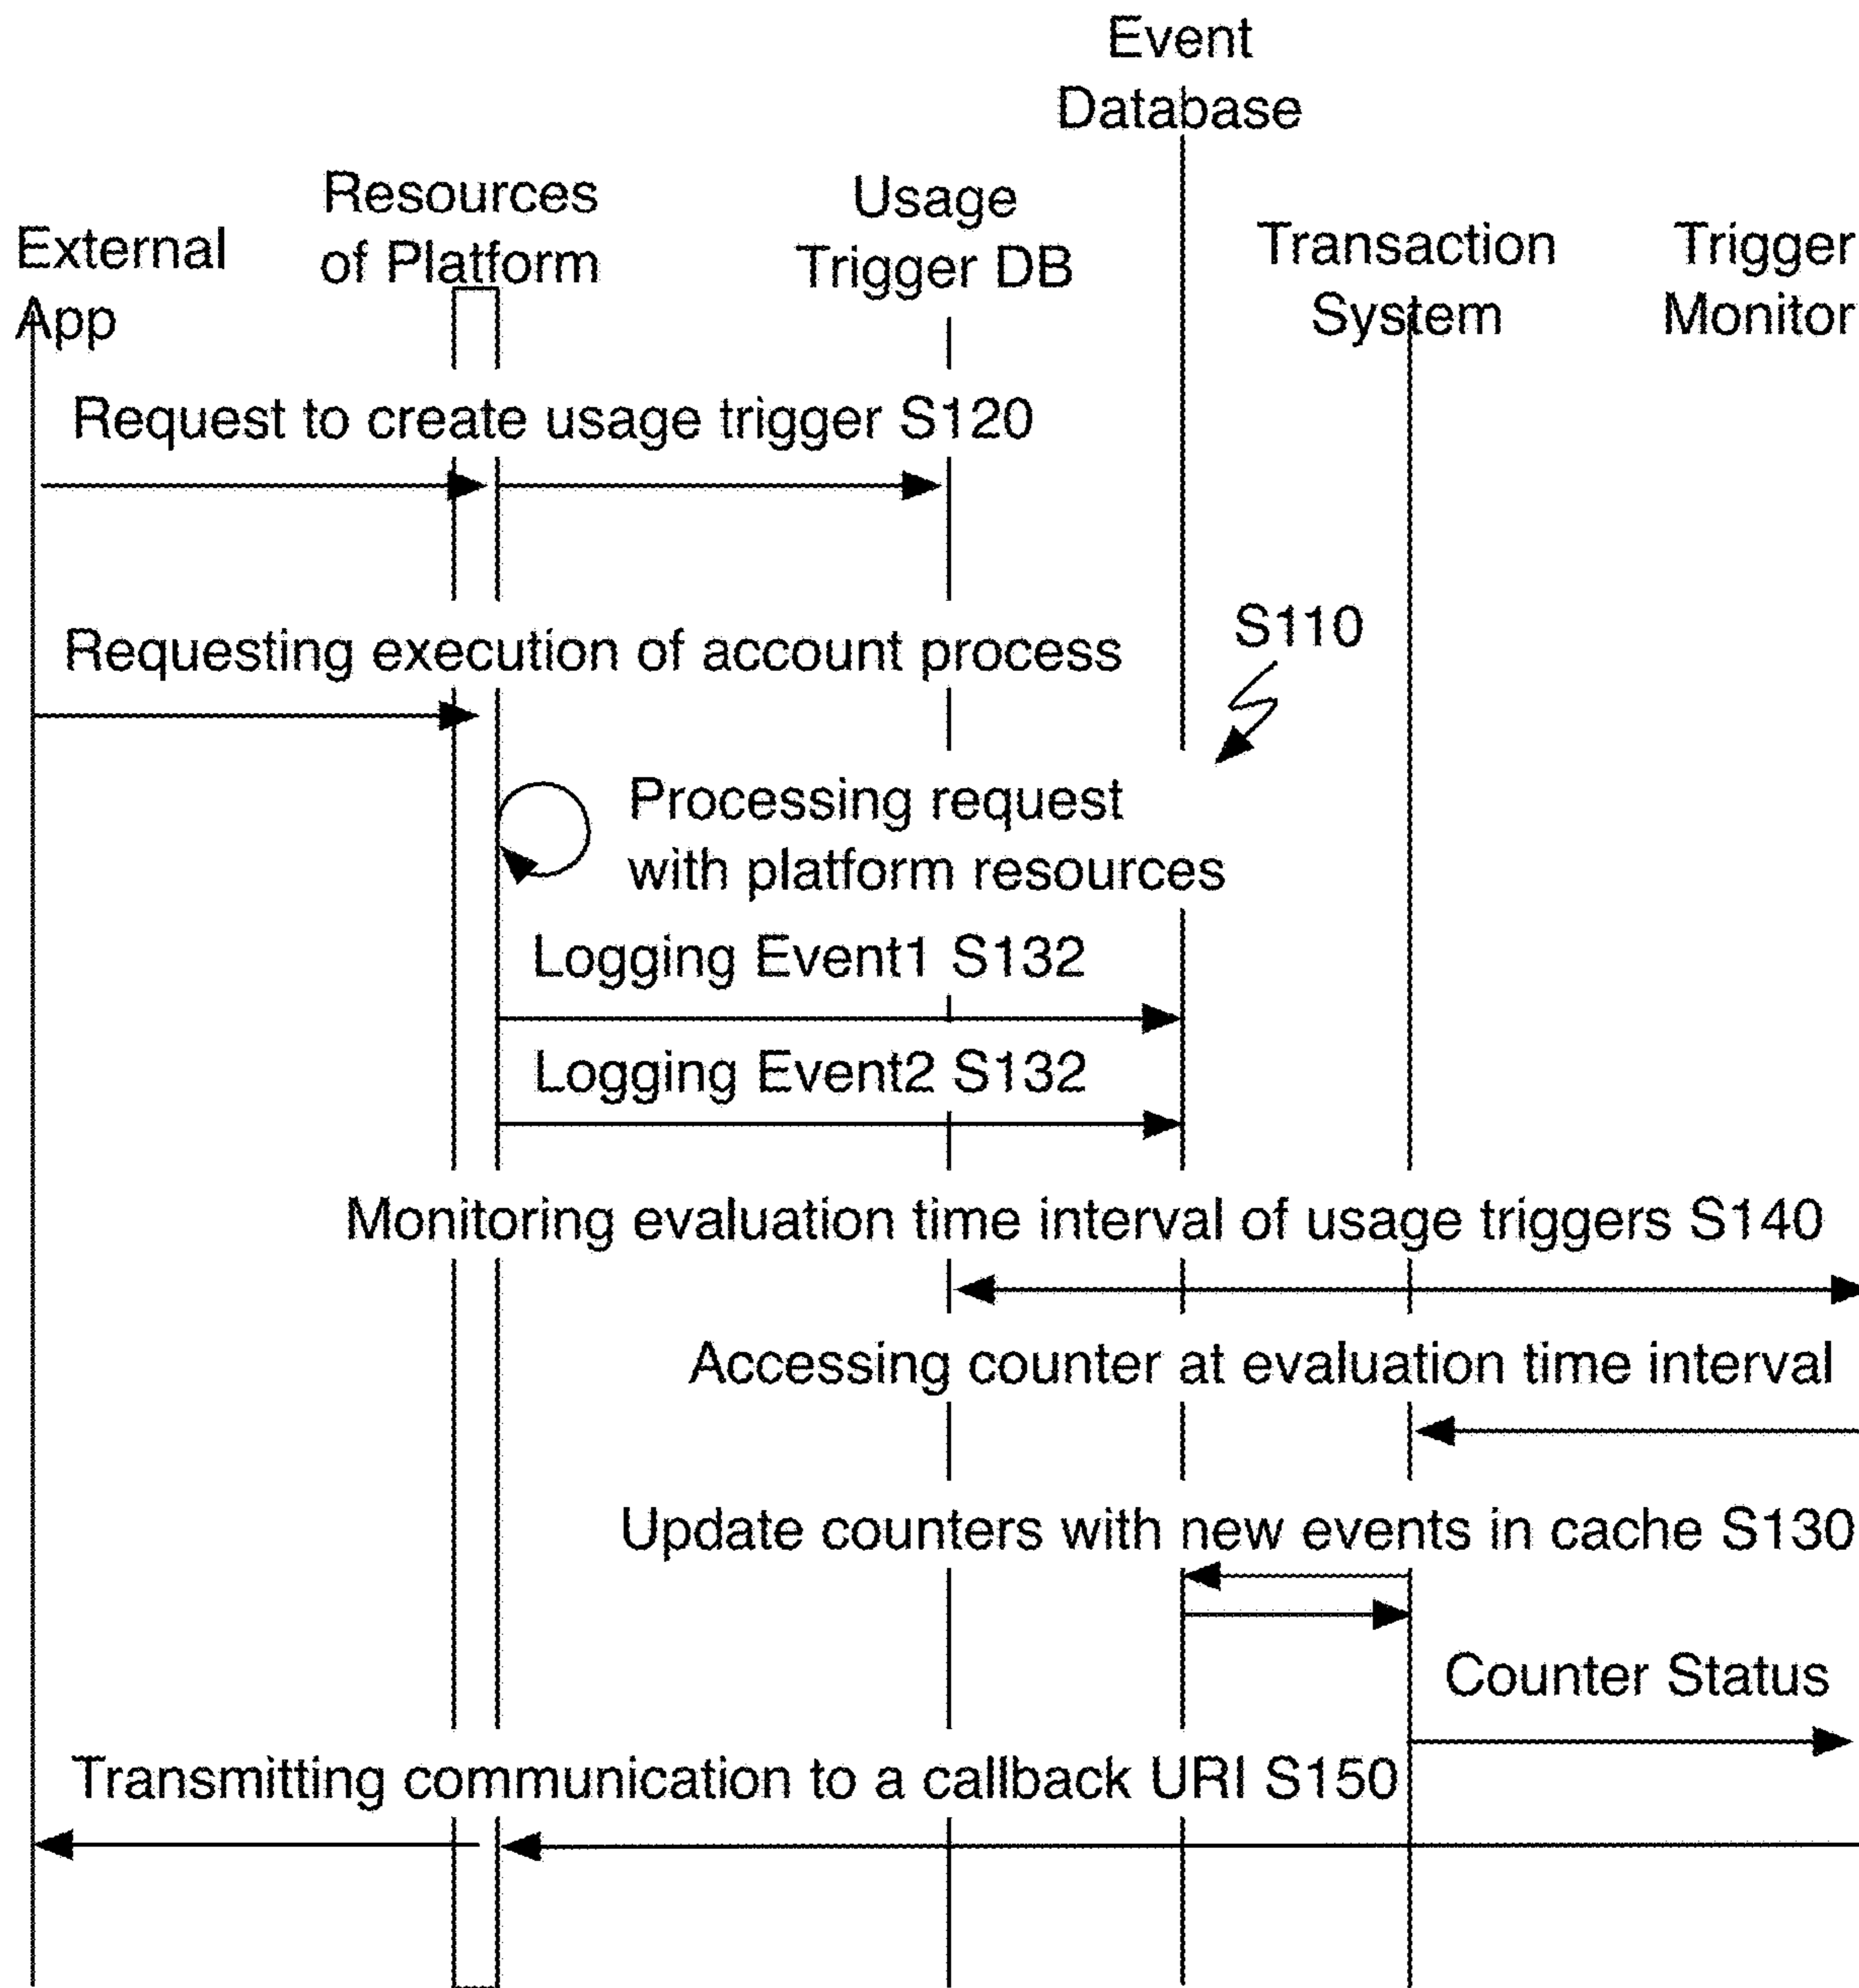 Event
Database
Resources
of Platform
Usage
Trigger DB
External
App
Transaction
System
Trigger
Monitor
Request to create usage trigger S120
Requesting execution of account process
S110
Processing request
with platform resources
Logging Event1 S132
Logging Event2 S132
Monitoring evaluation time interval of usage triggers S140
Accessing counter at evaluation time interval
Update counters with new events in cache S130
Counter Status
Transmitting communication to a callback URI S150